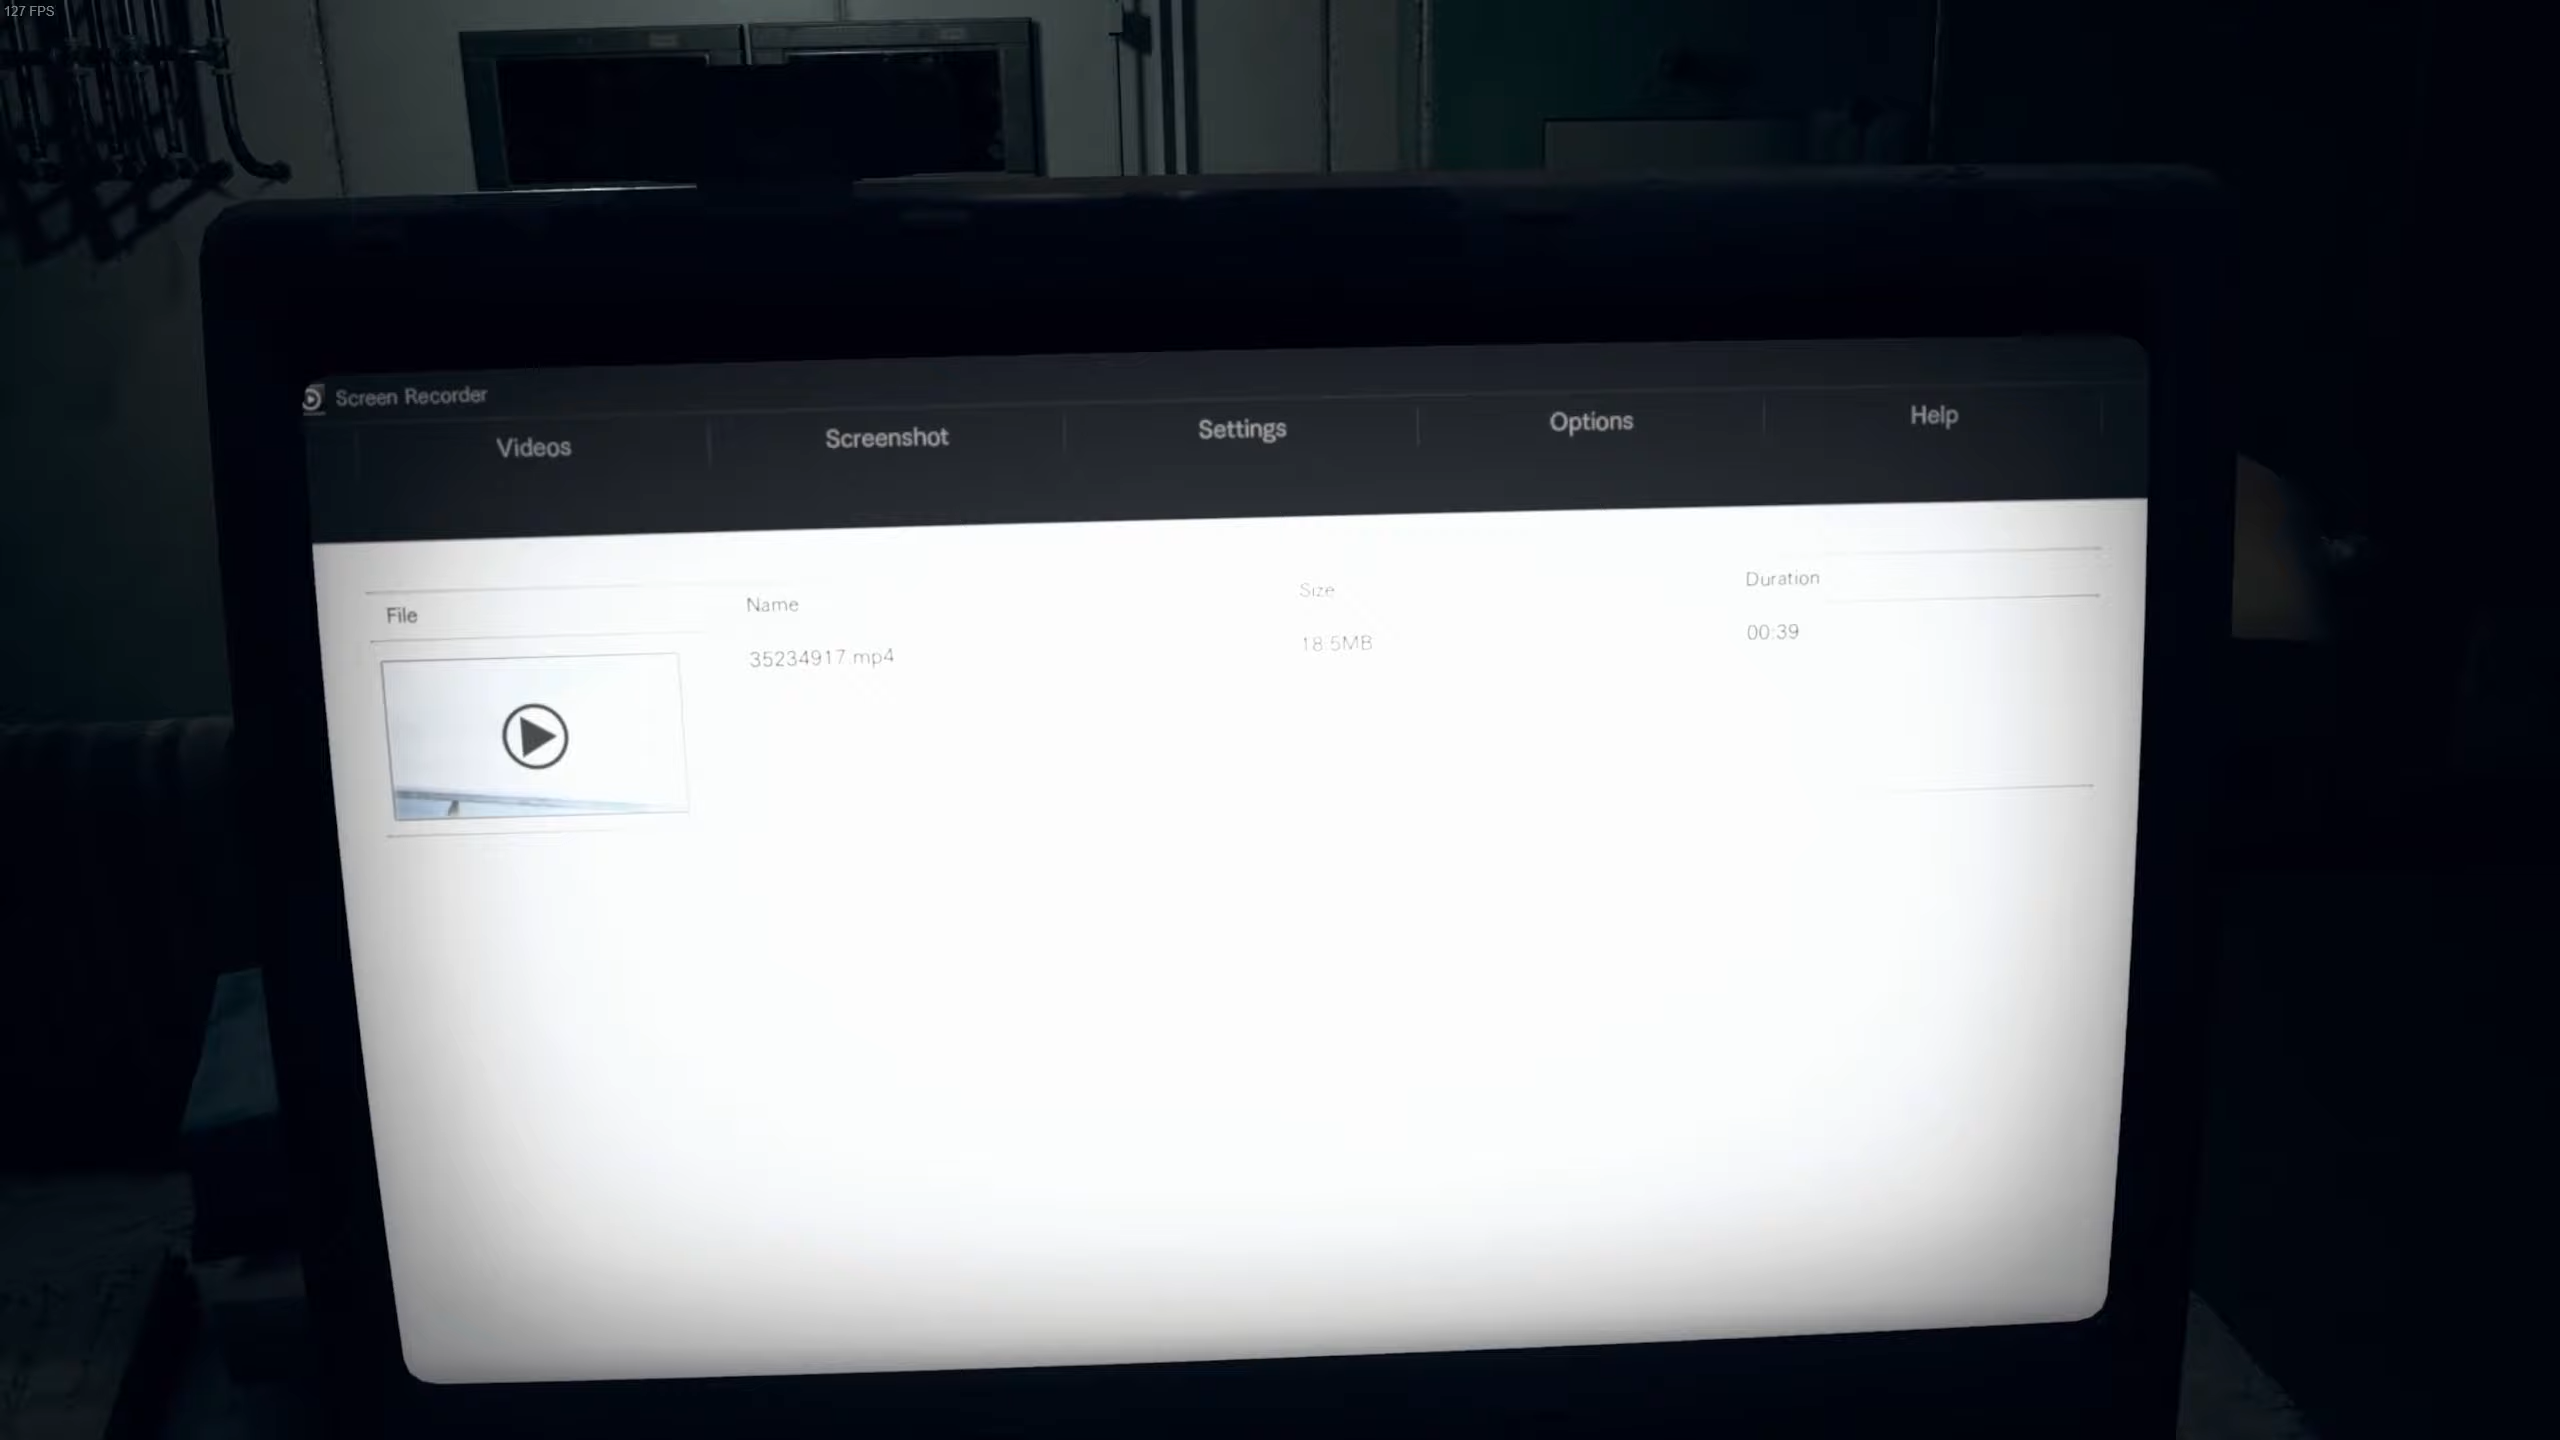 127 FPS
Screen Recorder
Videos Screenshot Settings Options Help
File Name Size Duration
35234917.mp4 18.5MB 00:39